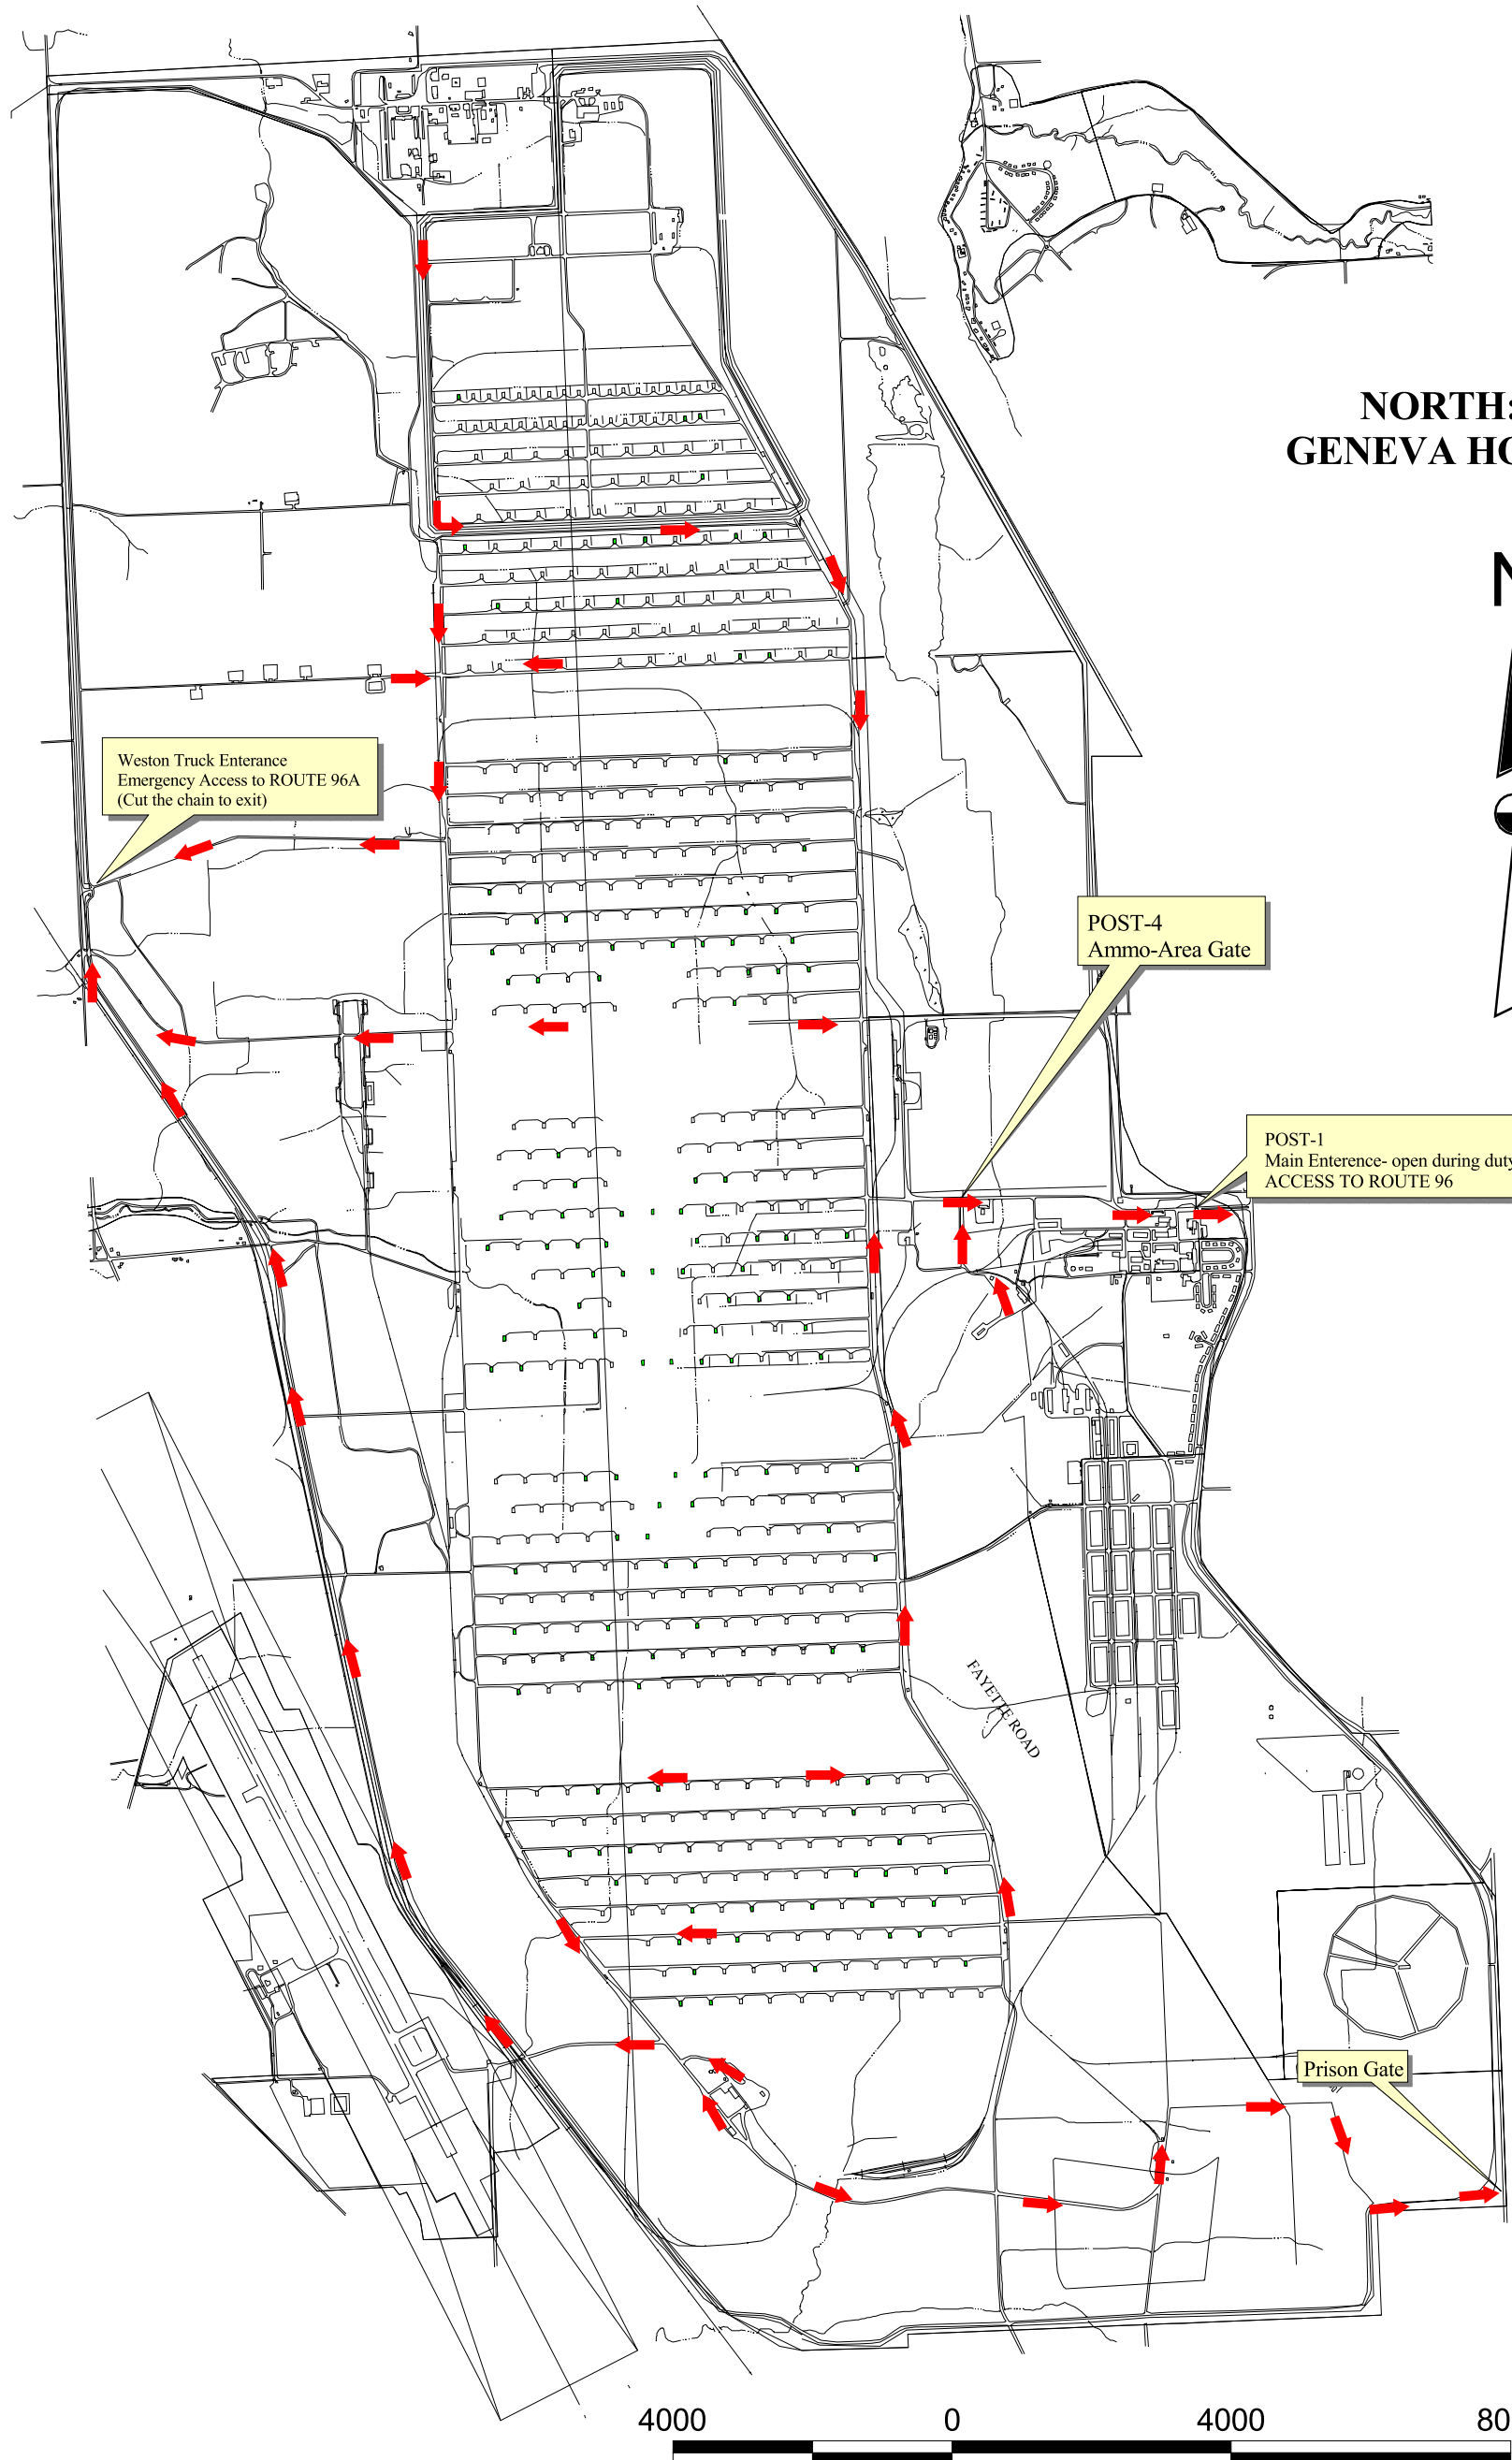 NORTH:
GENEVA HO
N
Weston Truck Enterance
Emergency Access to ROUTE 96A
(Cut the chain to exit)
POST-4
Ammo-Area Gate
POST-1
Main Enterence- open during duty
ACCESS TO ROUTE 96
FAYETTE ROAD
Prison Gate
4000 0 4000 80